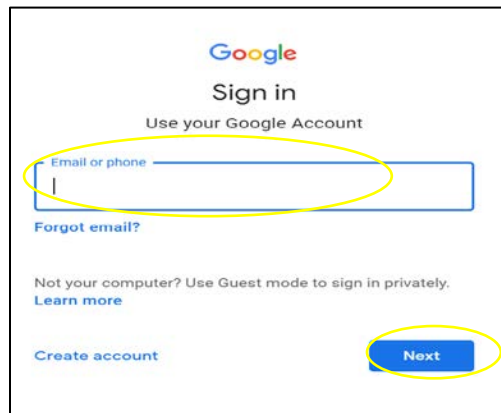 Google
Sign in
Use your Google Account
Email or phone
Forgot email?
Not your computer? Use Guest mode to sign in privately.
Learn more
Create account
Next